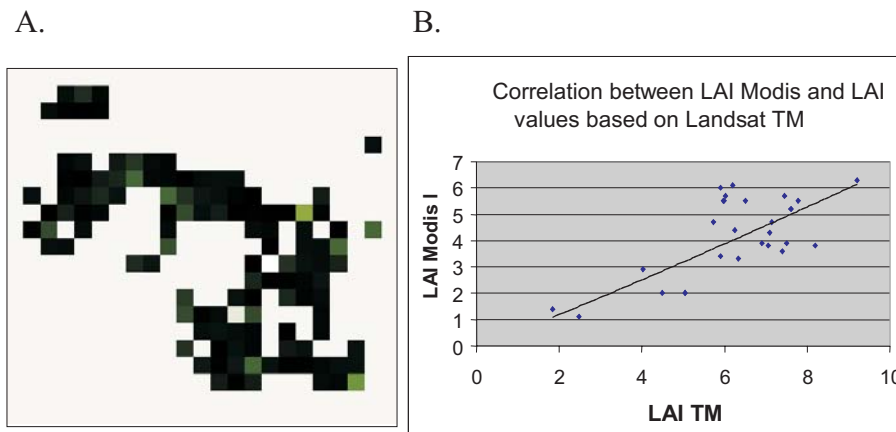 A.
B.
Correlation between LAI Modis and LAI
values based on Landsat TM
LAI Modis I
7
6
5
4
3
2
1
0
0 2 4 6 8 10
LAI TM